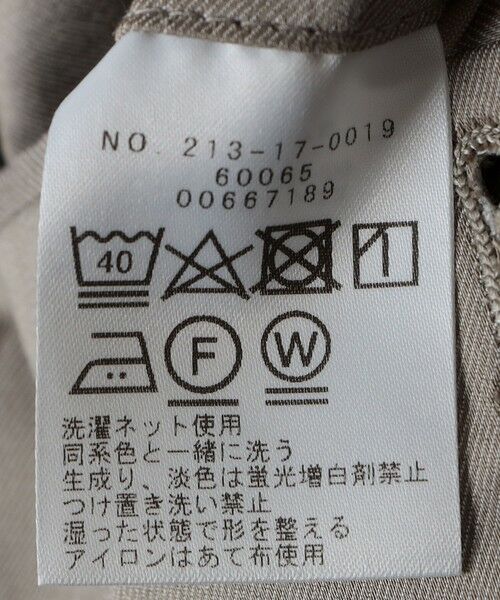 NO. 213-17-0019
60065
00667189
40
F W
洗濯ネット使用
同系色と一緒に洗う
生成り、淡色は蛍光増白剤禁止
つけ置き洗い禁止
湿った状態で形を整える
アイロンはあて布使用